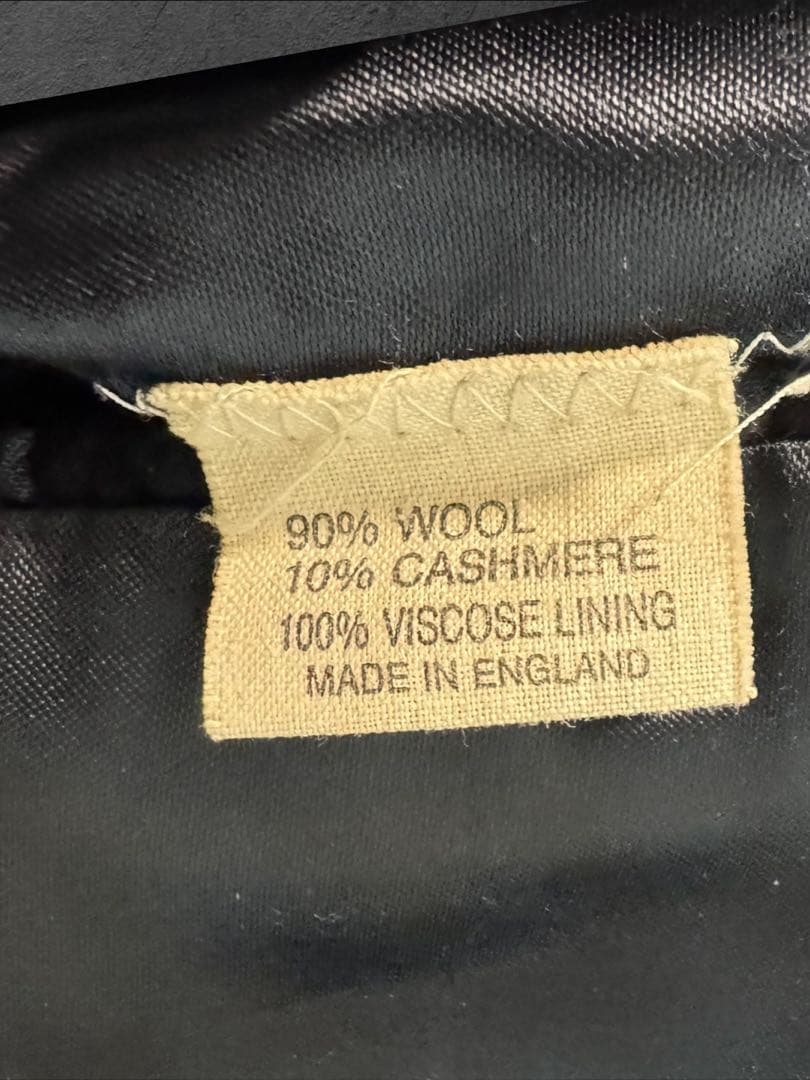 90% WOOL
10% CASHMERE
100% VISCOSE LINING
MADE IN ENGLAND